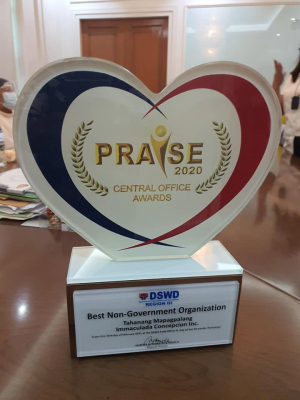 PRAISE
2020
CENTRAL OFFICE
AWARDS
DSWD
REGION III
Best Non-Government Organization
Tahanang Mapagpalang
Immaculada Concepcion Inc.